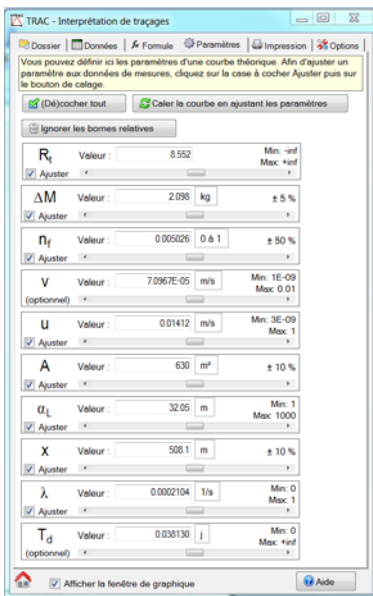 TRAC - Interprétation de traçages
Dossier Données fx Formule Paramètres Impression Options
Vous pouvez définir ici les paramètres d'une courbe théorique. Afin d'ajuster un
paramètre aux données de mesures, cliquez sur la case à cocher Ajuster puis sur
le bouton de calage.
(Dé)cocher tout Caler la courbe en ajustant les paramètres
Ignorer les bornes relatives
Rt Valeur : 8.552 Min: -inf
Max: +inf
Ajuster
ΔM Valeur : 2.098 kg ± 5 %
Ajuster
nf Valeur : 0.005026 0 à 1 ± 50 %
Ajuster
v Valeur : 7.0967E-05 m/s Min: 1E-09
Max: 0.01
(optionnel)
u Valeur : 0.01412 m/s Min: 3E-09
Max: 1
Ajuster
A Valeur : 630 m² ± 10 %
Ajuster
αL Valeur : 32.05 m Min: 1
Max: 1000
Ajuster
x Valeur : 508.1 m ± 10 %
Ajuster
λ Valeur : 0.0002104 1/s Min: 0
Max: 1
Ajuster
Td Valeur : 0.038130 j Min: 0
Max: +inf
(optionnel)
Afficher la fenêtre de graphique Aide